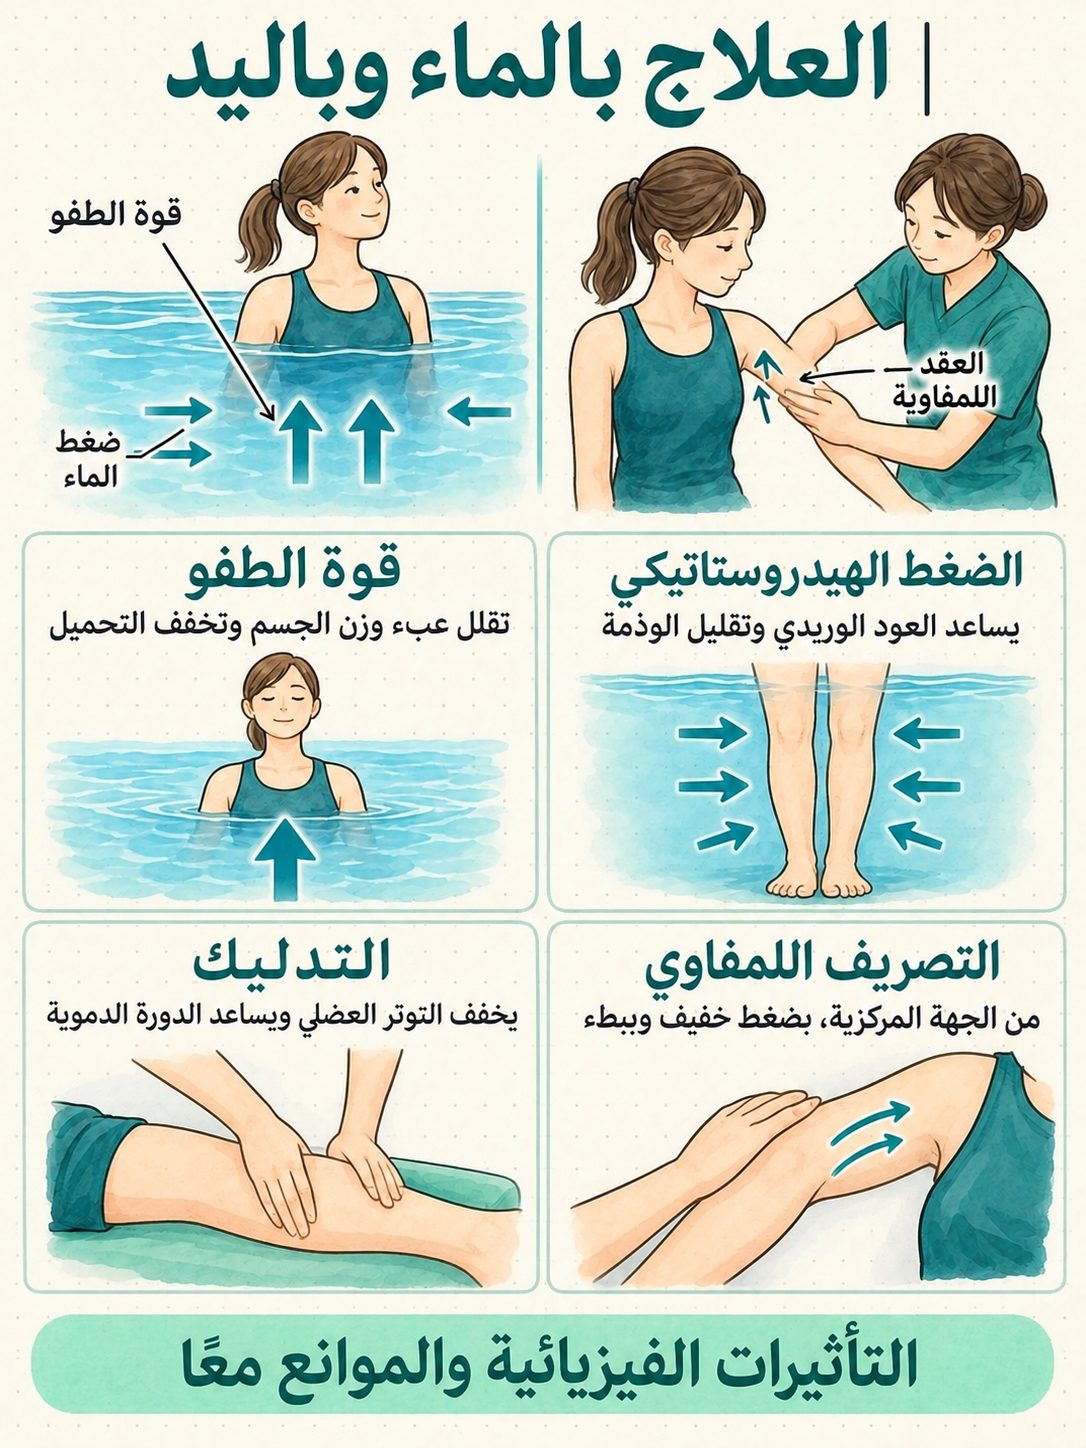 العلاج بالماء وباليد
قوة الطفو
ضغط
الماء
العقد
اللمفاوية
الضغط الهيدروستاتيكي
يساعد العود الوريدي وتقليل الوذمة
قوة الطفو
تقلل عبء وزن الجسم وتخفف التحميل
التصريف اللمفاوي
من الجهة المركزية، بضغط خفيف وببطء
التدليك
يخفف التوتر العضلي ويساعد الدورة الدموية
التأثيرات الفيزيائية والموانع معًا